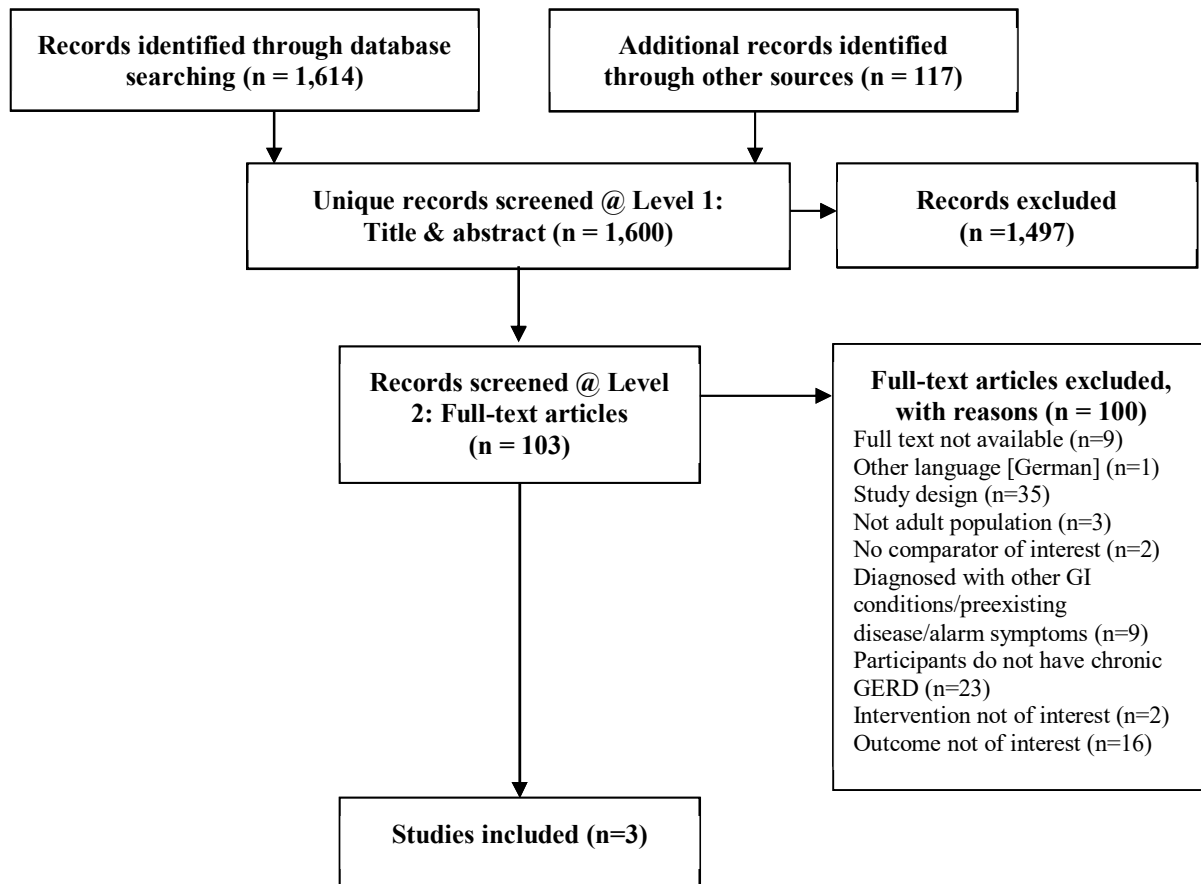 Records identified through database
searching (n = 1,614)
Additional records identified
through other sources (n = 117)
Unique records screened @ Level 1:
Title & abstract (n = 1,600)
Records excluded
(n =1,497)
Records screened @ Level
2: Full-text articles
(n = 103)
Full-text articles excluded,
with reasons (n = 100)
Full text not available (n=9)
Other language [German] (n=1)
Study design (n=35)
Not adult population (n=3)
No comparator of interest (n=2)
Diagnosed with other GI
conditions/preexisting
disease/alarm symptoms (n=9)
Participants do not have chronic
GERD (n=23)
Intervention not of interest (n=2)
Outcome not of interest (n=16)
Studies included (n=3)